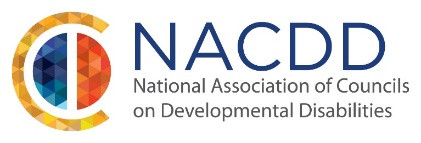 NACDD
National Association of Councils
on Developmental Disabilities